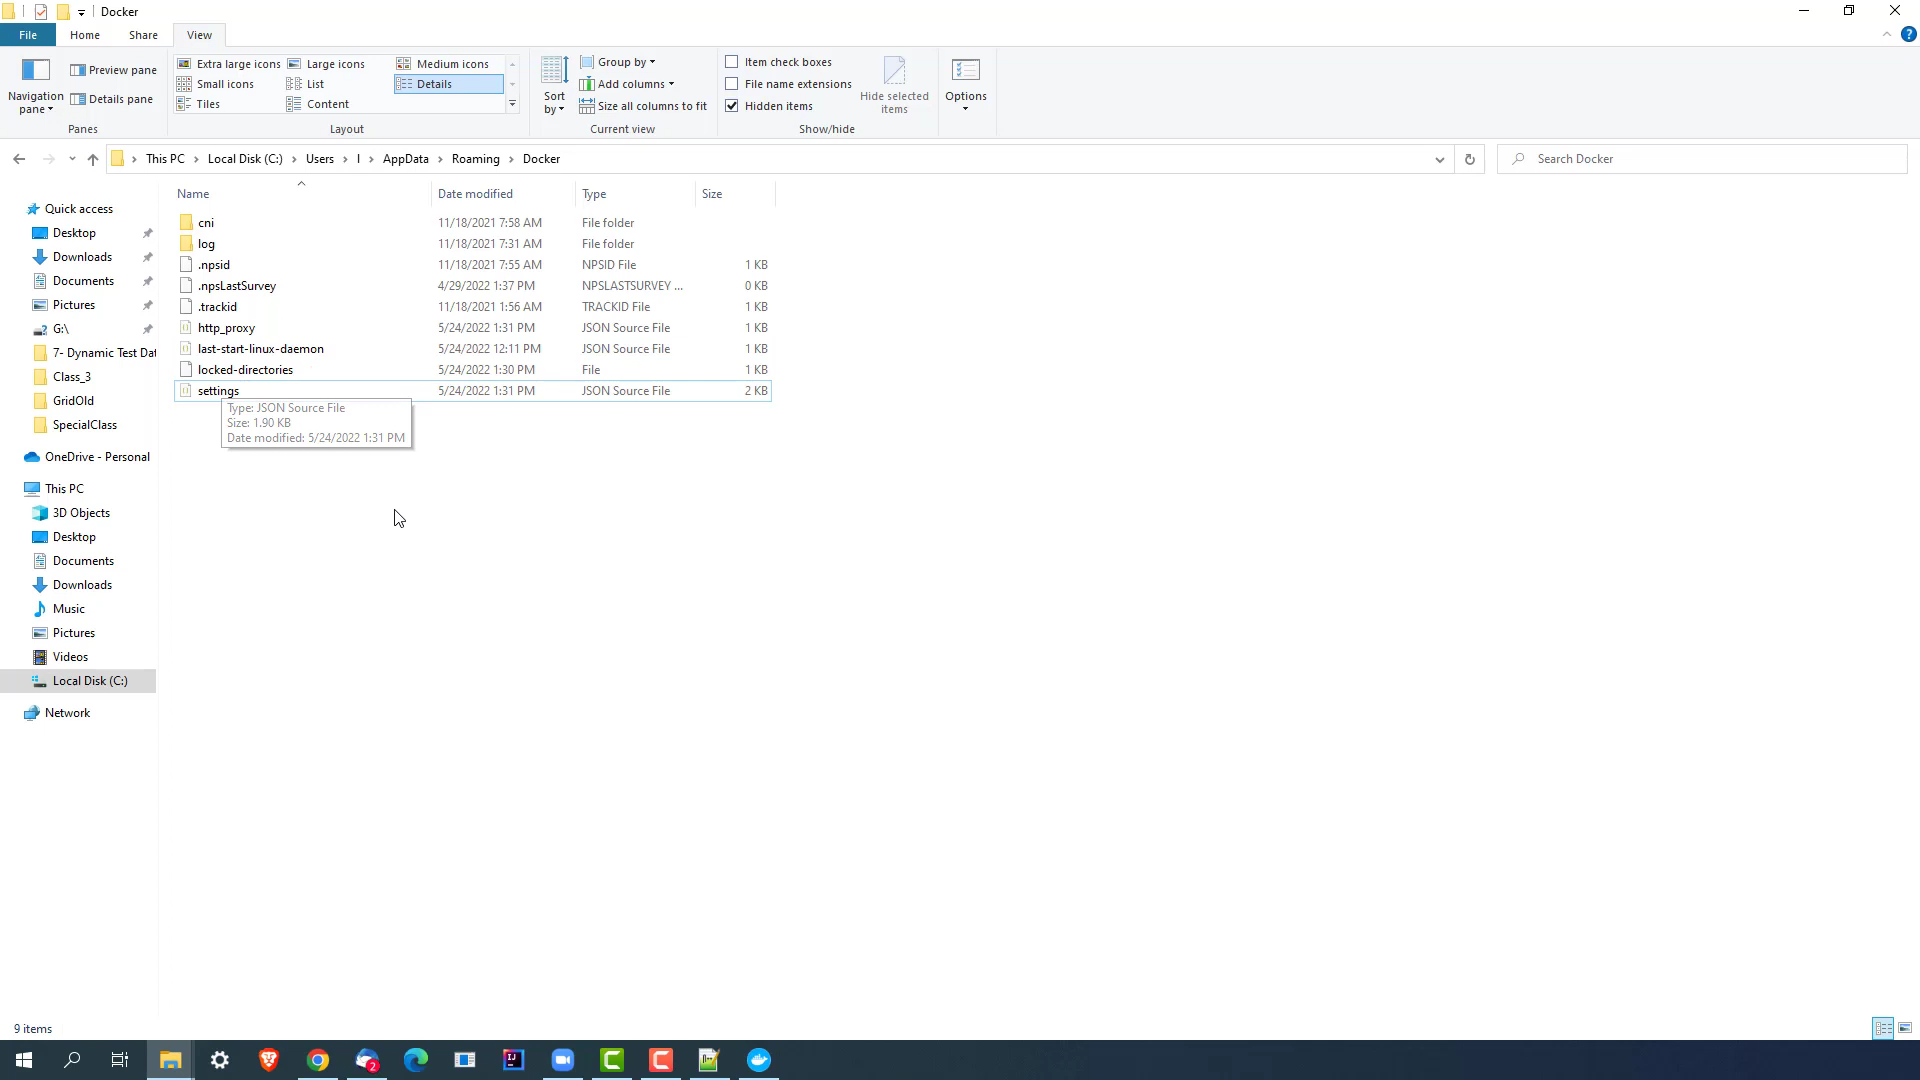 Docker
File Home Share View
Navigation pane
Preview pane
Details pane
Panes
Extra large icons Large icons Medium icons
Small icons List Details
Tiles Content
Layout
Sort by
Group by
Add columns
Size all columns to fit
Current view
Item check boxes
File name extensions
Hidden items
Hide selected items
Show/hide
Options
This PC Local Disk (C:) Users I AppData Roaming Docker
Search Docker
Quick access
Desktop
Downloads
Documents
Pictures
G:\
7- Dynamic Test Dat
Class_3
GridOld
SpecialClass
OneDrive - Personal
This PC
3D Objects
Desktop
Documents
Downloads
Music
Pictures
Videos
Local Disk (C:)
Network
Name Date modified Type Size
cni 11/18/2021 7:58 AM File folder
log 11/18/2021 7:31 AM File folder
.npsid 11/18/2021 7:55 AM NPSID File 1 KB
.npsLastSurvey 4/29/2022 1:37 PM NPSLASTSURVEY ... 0 KB
.trackid 11/18/2021 1:56 AM TRACKID File 1 KB
http_proxy 5/24/2022 1:31 PM JSON Source File 1 KB
last-start-linux-daemon 5/24/2022 12:11 PM JSON Source File 1 KB
locked-directories 5/24/2022 1:30 PM File 1 KB
settings 5/24/2022 1:31 PM JSON Source File 2 KB
Type: JSON Source File
Size: 1.90 KB
Date modified: 5/24/2022 1:31 PM
9 items
2